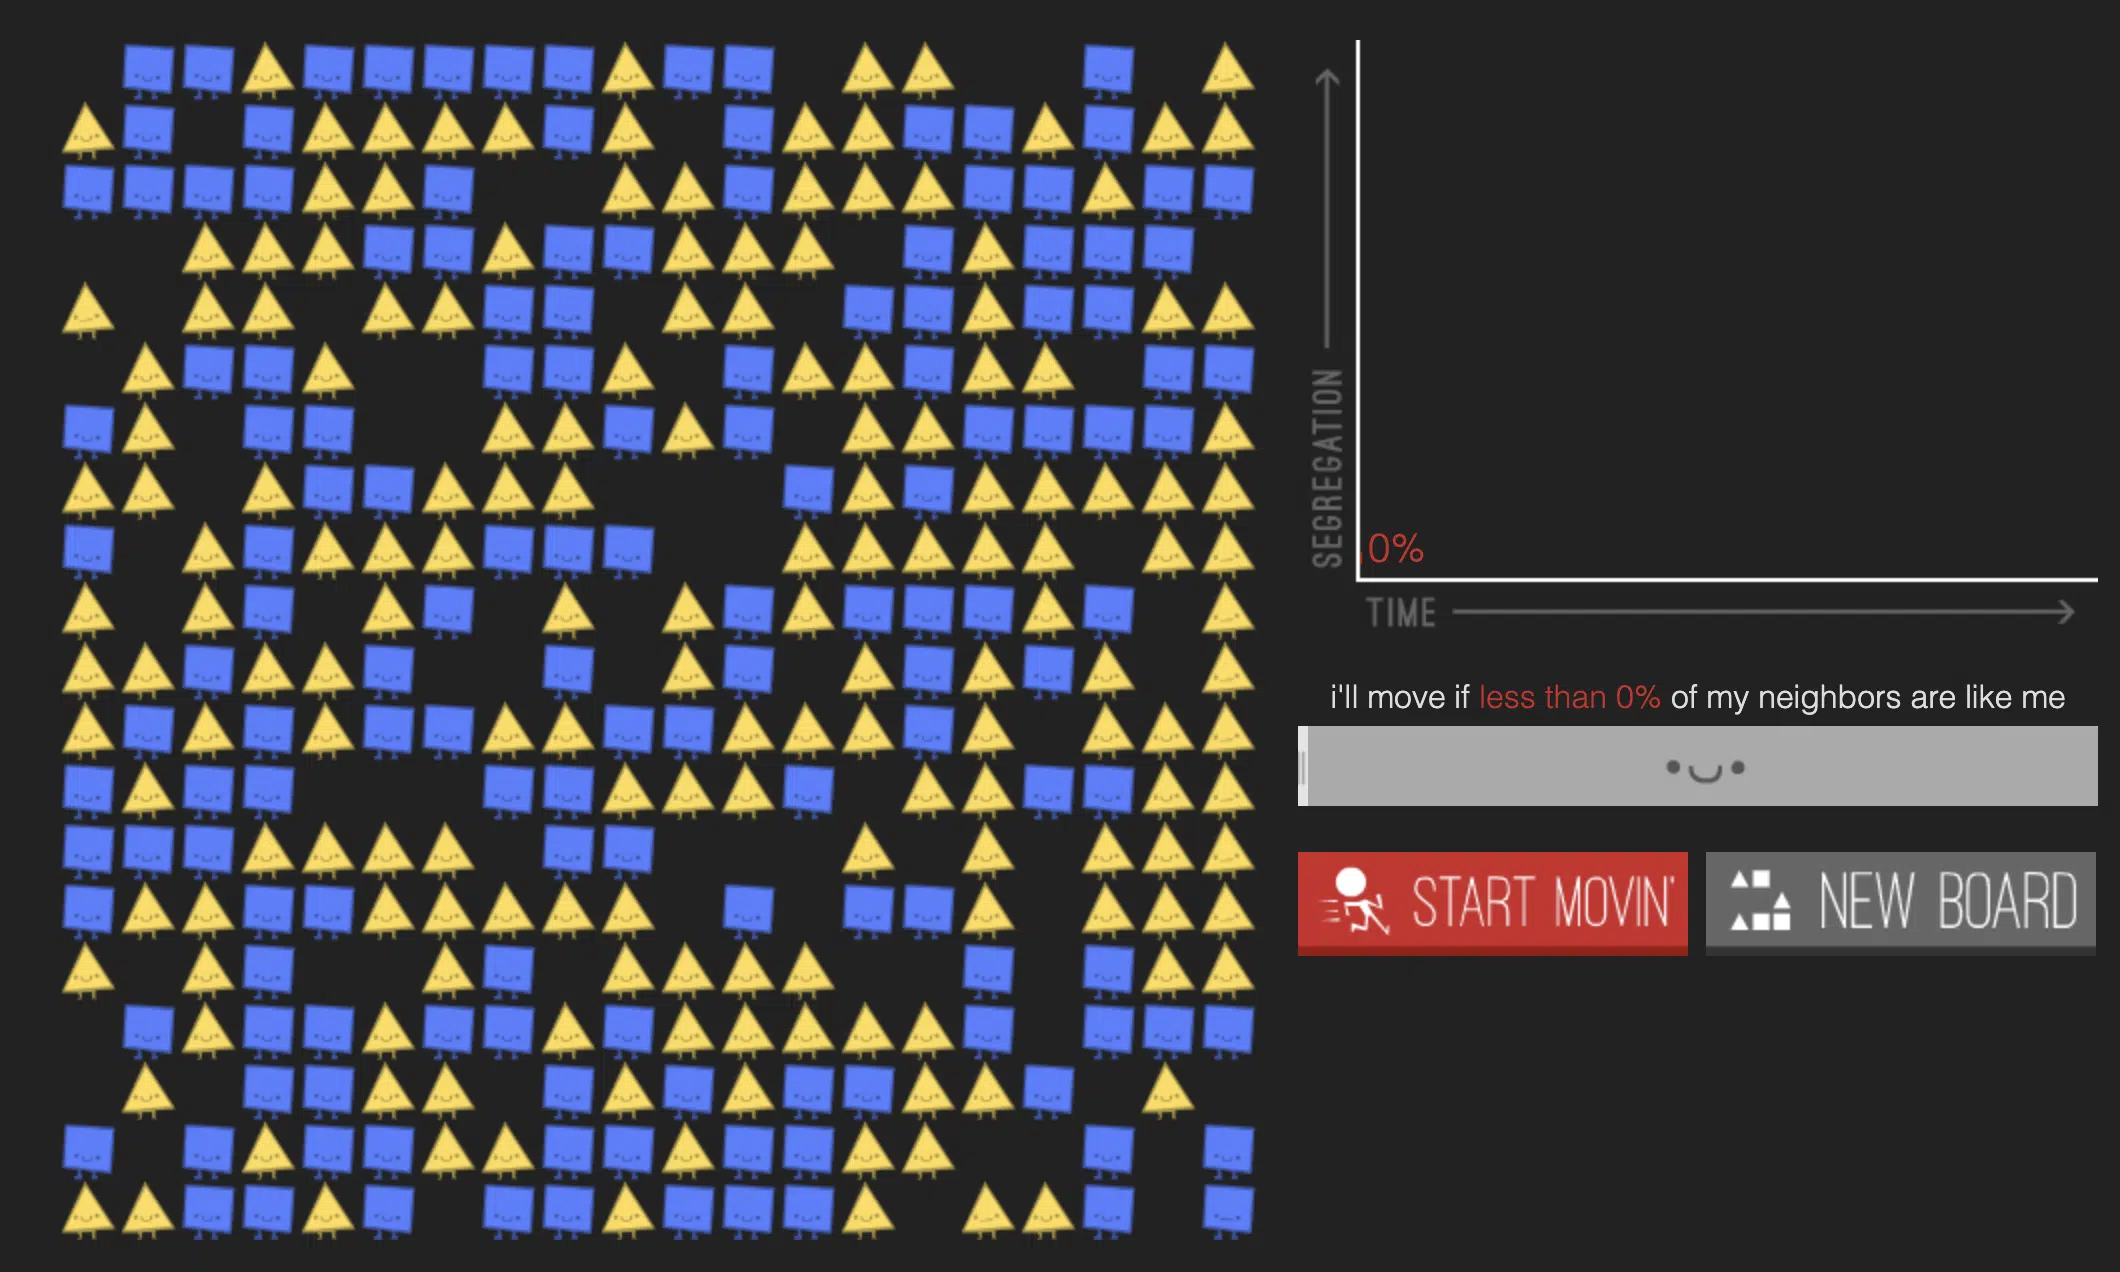 SEGREGATION
0%
TIME
i'll move if less than 0% of my neighbors are like me
START MOVIN'
NEW BOARD